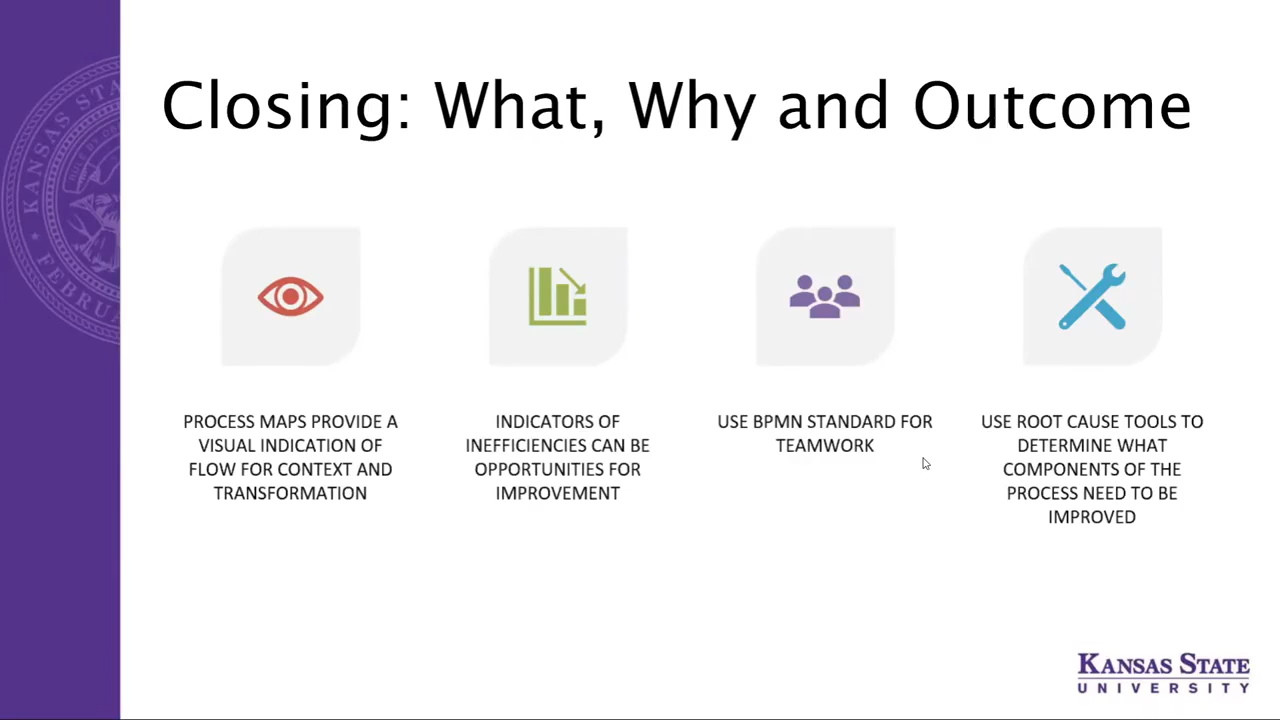 Closing: What, Why and Outcome
PROCESS MAPS PROVIDE A
VISUAL INDICATION OF
FLOW FOR CONTEXT AND
TRANSFORMATION
INDICATORS OF
INEFFICIENCIES CAN BE
OPPORTUNITIES FOR
IMPROVEMENT
USE BPMN STANDARD FOR
TEAMWORK
USE ROOT CAUSE TOOLS TO
DETERMINE WHAT
COMPONENTS OF THE
PROCESS NEED TO BE
IMPROVED
KANSAS STATE
UNIVERSITY